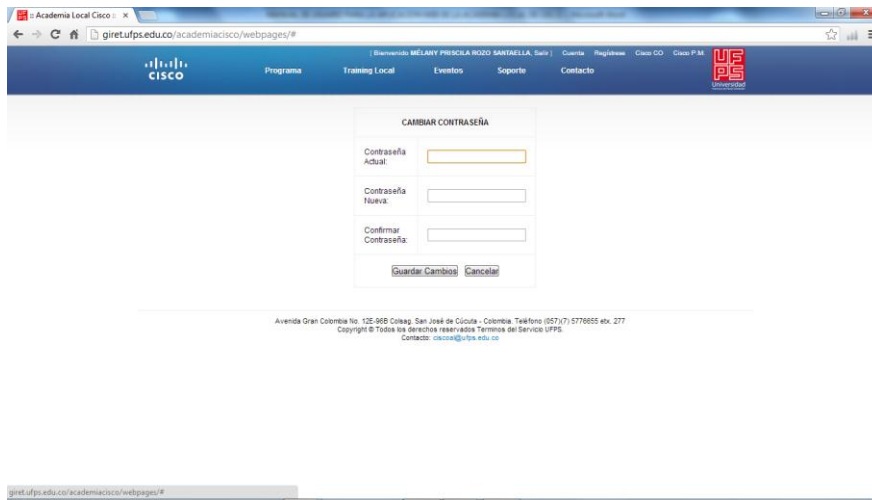 :: Academia Local Cisco ::
giret.ufps.edu.co/academiacisco/webpages/#
[ Bienvenido MÉLANY PRISCILA ROZO SANTAELLA, Salir ] Cuenta Regístrese Cisco CO Cisco P.M.
CISCO
Programa Training Local Eventos Soporte Contacto
UFPS
Universidad
CAMBIAR CONTRASEÑA
Contraseña
Actual:
Contraseña
Nueva:
Confirmar
Contraseña:
Guardar Cambios Cancelar
Avenida Gran Colombia No. 12E-96B Colsag. San José de Cúcuta - Colombia. Teléfono (057)(7) 5776655 etx. 277
Copyright © Todos los derechos reservados Terminos del Servicio UFPS.
Contacto: ciscoal@ufps.edu.co
giret.ufps.edu.co/academiacisco/webpages/#